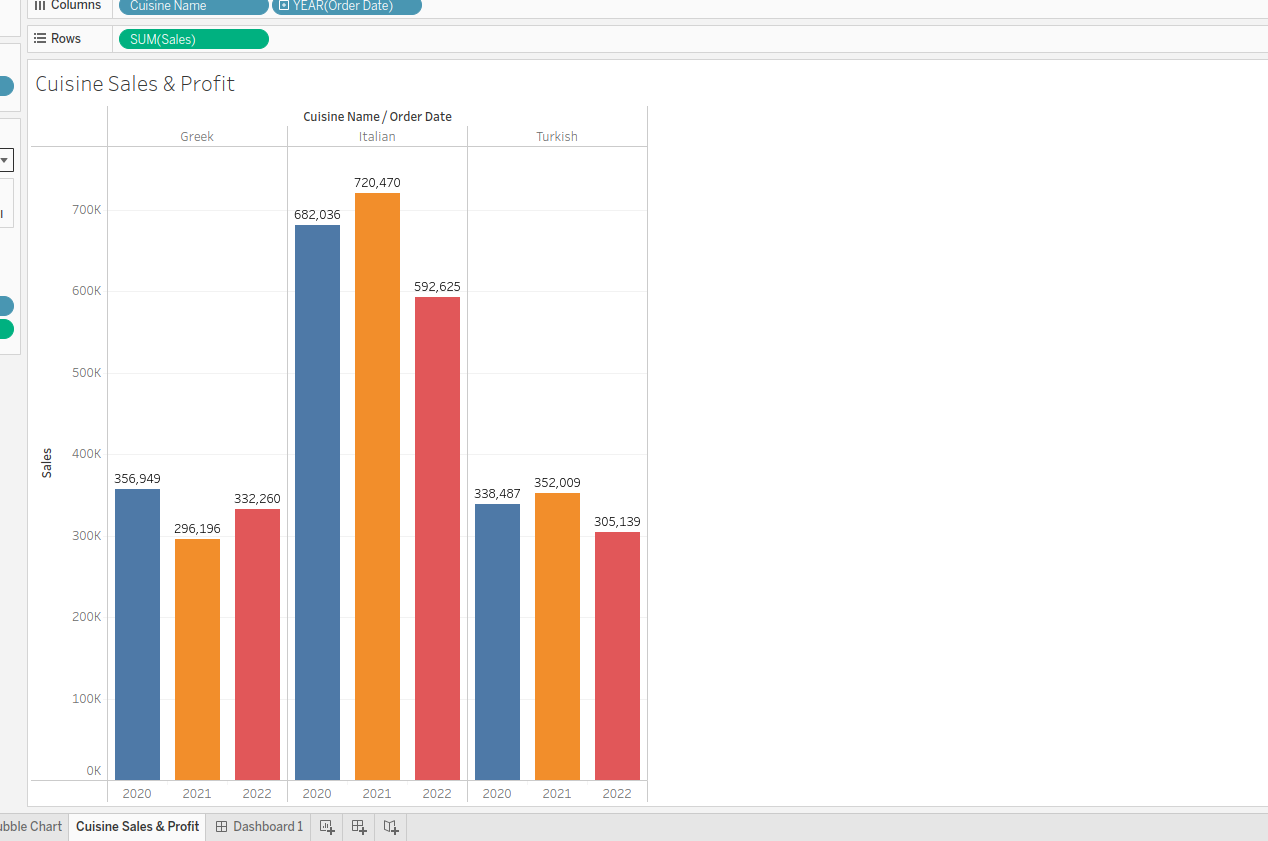 Columns Cuisine Name YEAR(Order Date)
Rows SUM(Sales)
Cuisine Sales & Profit
Cuisine Name / Order Date
Greek Italian Turkish
720,470
700K
682,036
600K
592,625
500K
400K
Sales
356,949
352,009
338,487
332,260
305,139
296,196
300K
200K
100K
0K
2020 2021 2022 2020 2021 2022 2020 2021 2022
Chart Cuisine Sales & Profit Dashboard 1